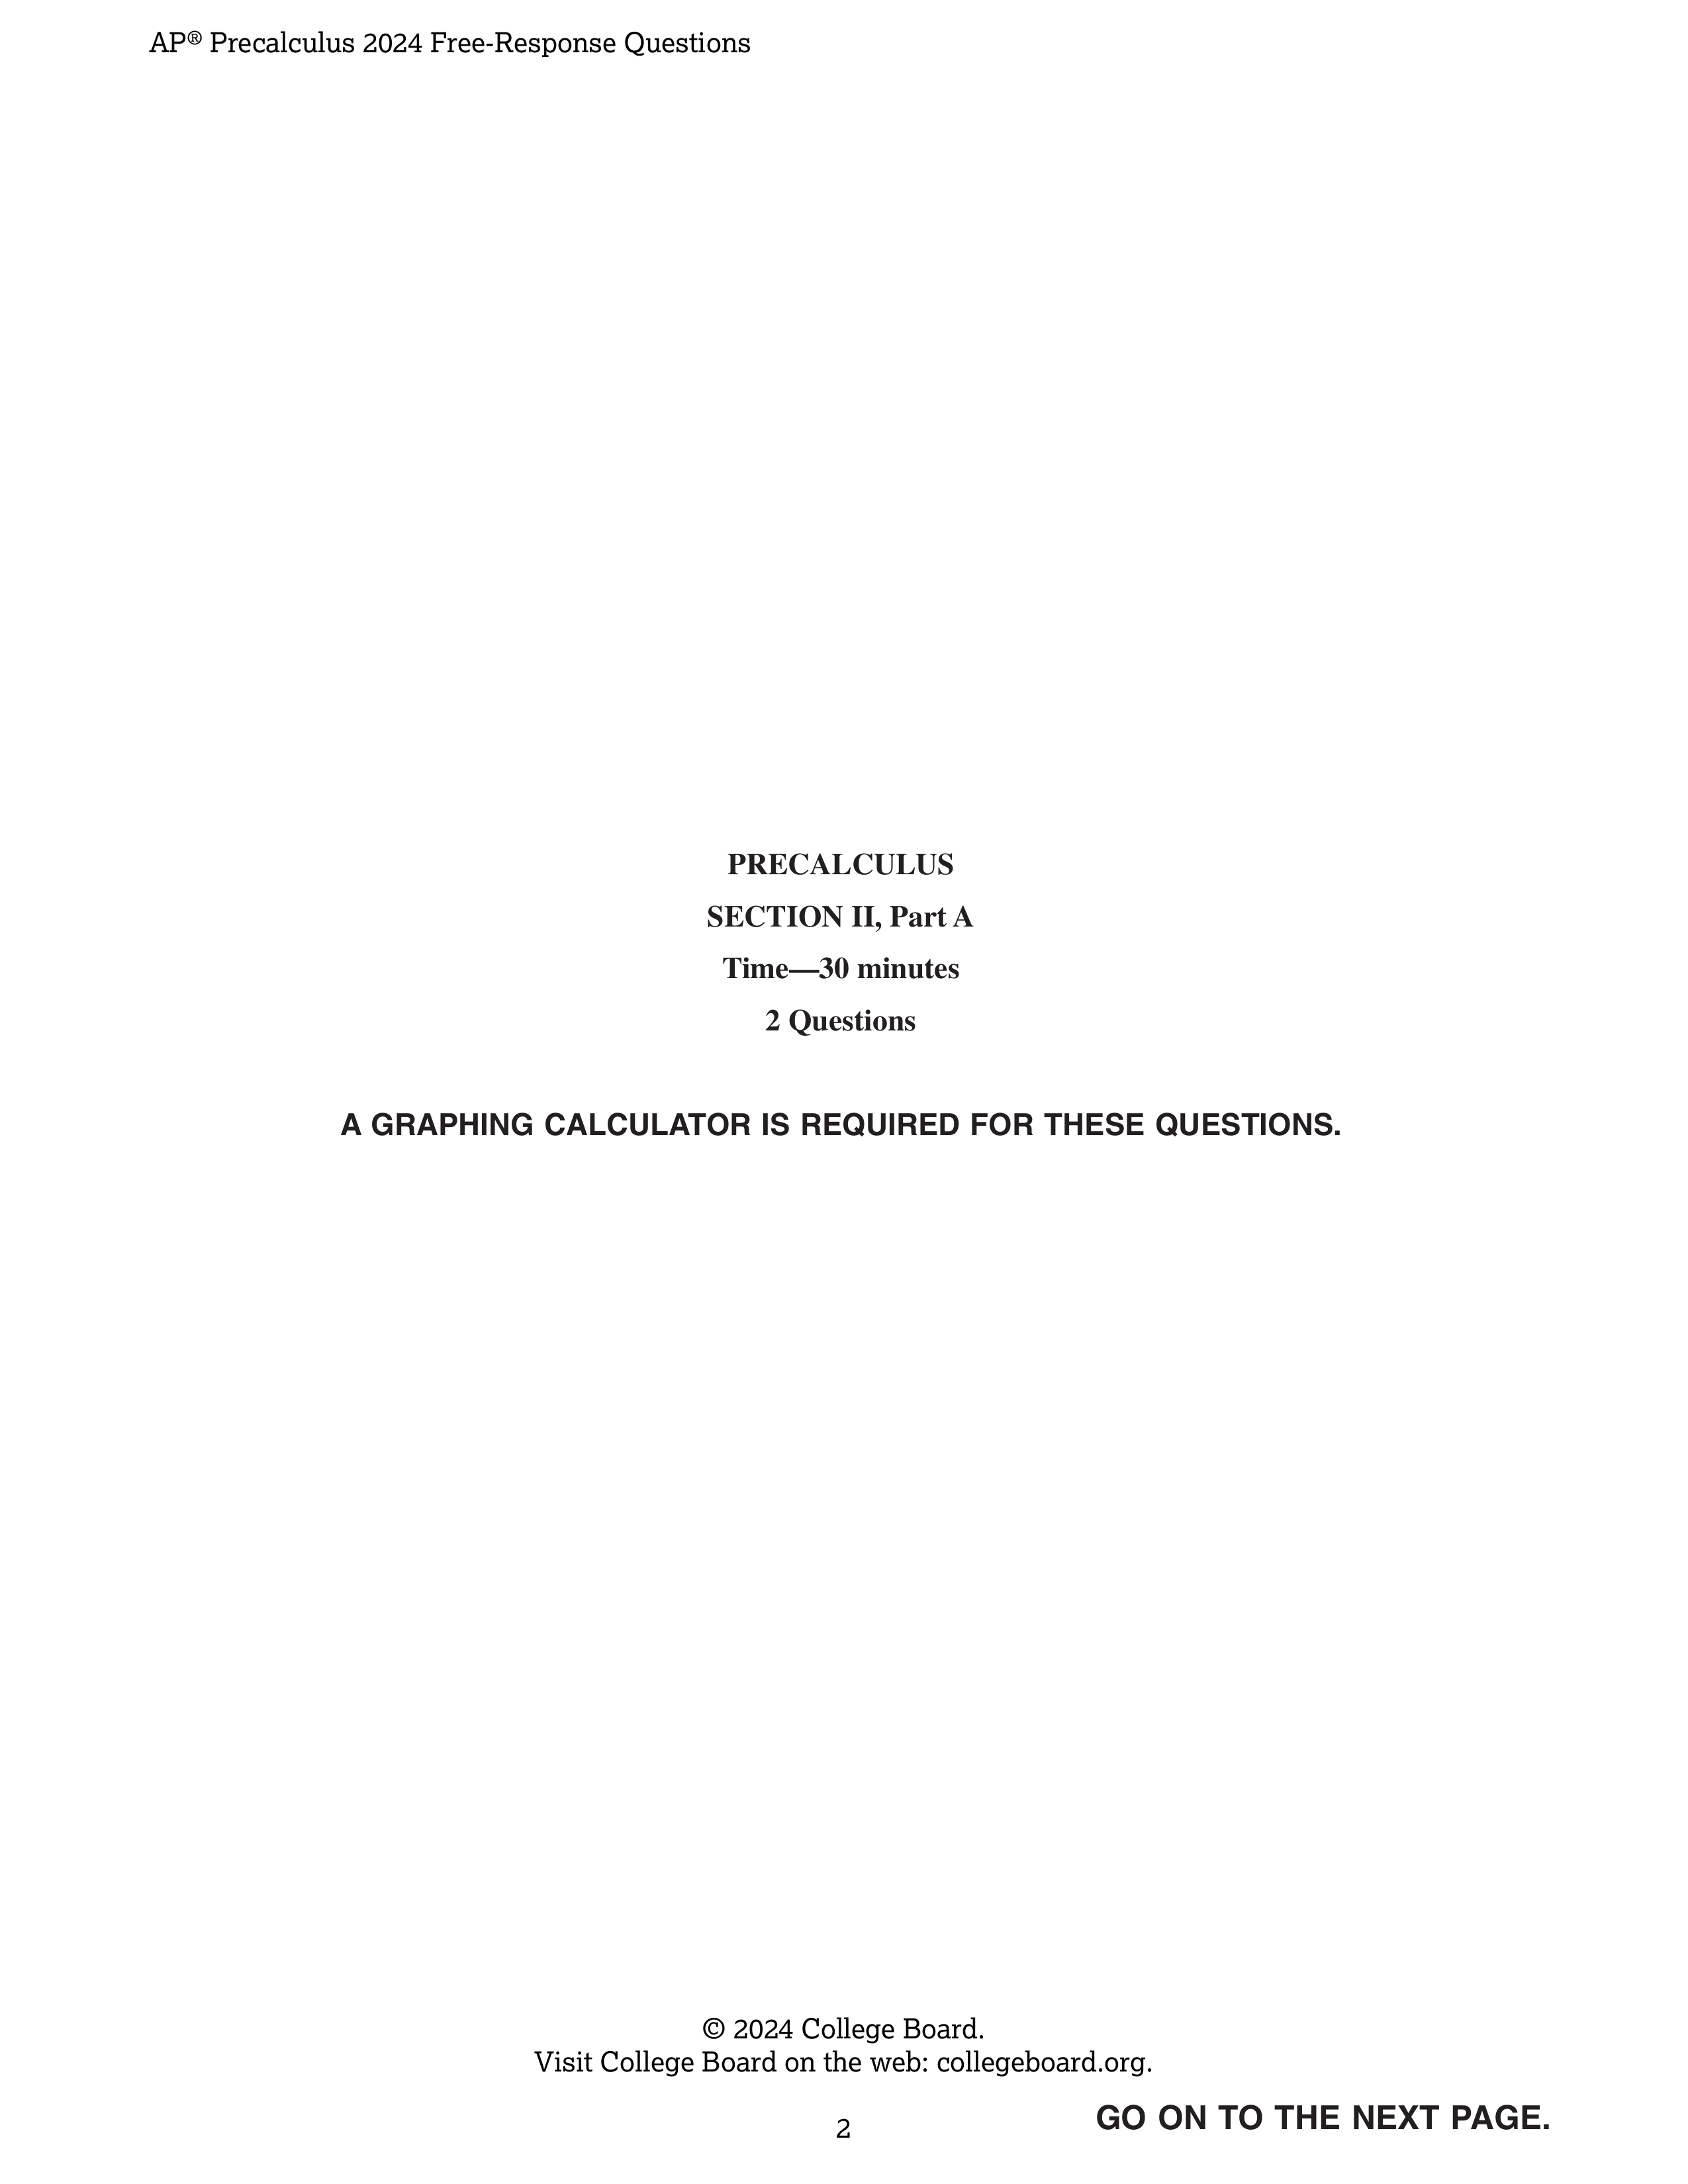 AP® Precalculus 2024 Free-Response Questions
PRECALCULUS
SECTION II, Part A
Time—30 minutes
2 Questions
A GRAPHING CALCULATOR IS REQUIRED FOR THESE QUESTIONS.
© 2024 College Board.
Visit College Board on the web: collegeboard.org.
2
GO ON TO THE NEXT PAGE.